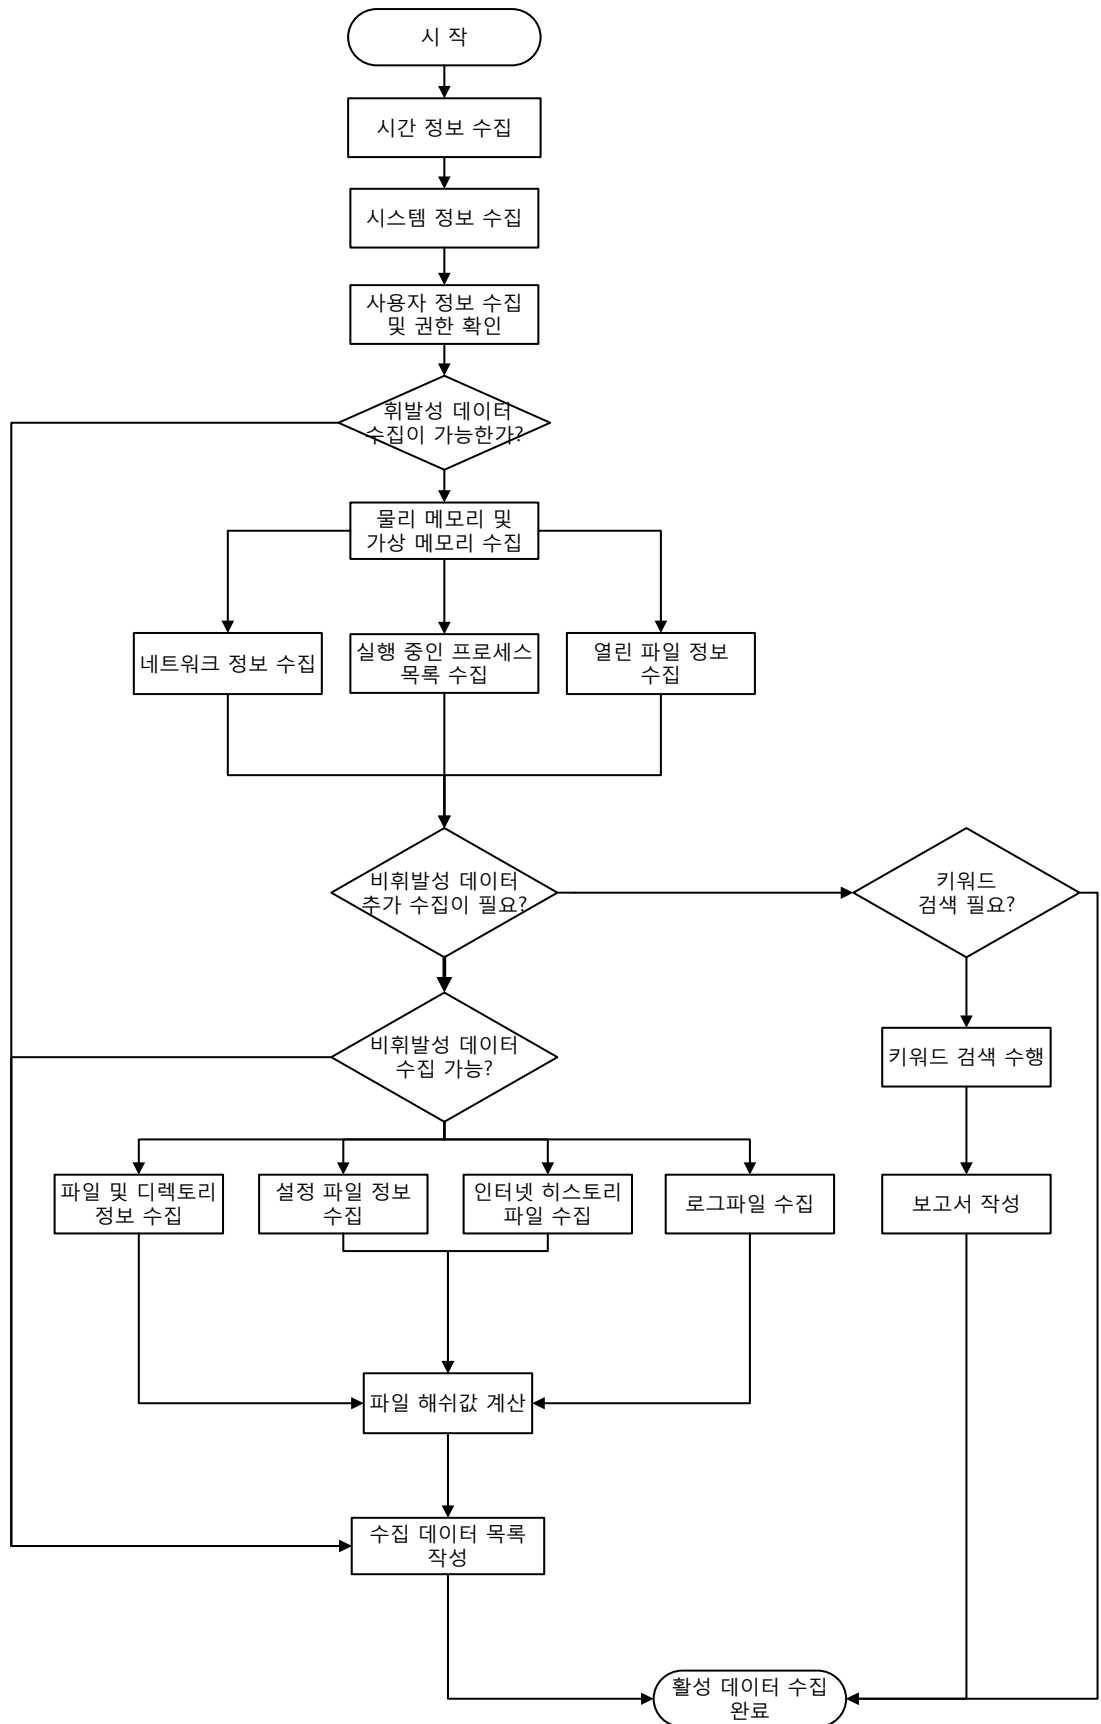 시 작
시간 정보 수집
시스템 정보 수집
사용자 정보 수집
및 권한 확인
휘발성 데이터
수집이 가능한가?
물리 메모리 및
가상 메모리 수집
네트워크 정보 수집
실행 중인 프로세스
목록 수집
열린 파일 정보
수집
비휘발성 데이터
추가 수집이 필요?
키워드
검색 필요?
비휘발성 데이터
수집 가능?
키워드 검색 수행
파일 및 디렉토리
정보 수집
설정 파일 정보
수집
인터넷 히스토리
파일 수집
로그파일 수집
보고서 작성
파일 해쉬값 계산
수집 데이터 목록
작성
활성 데이터 수집
완료